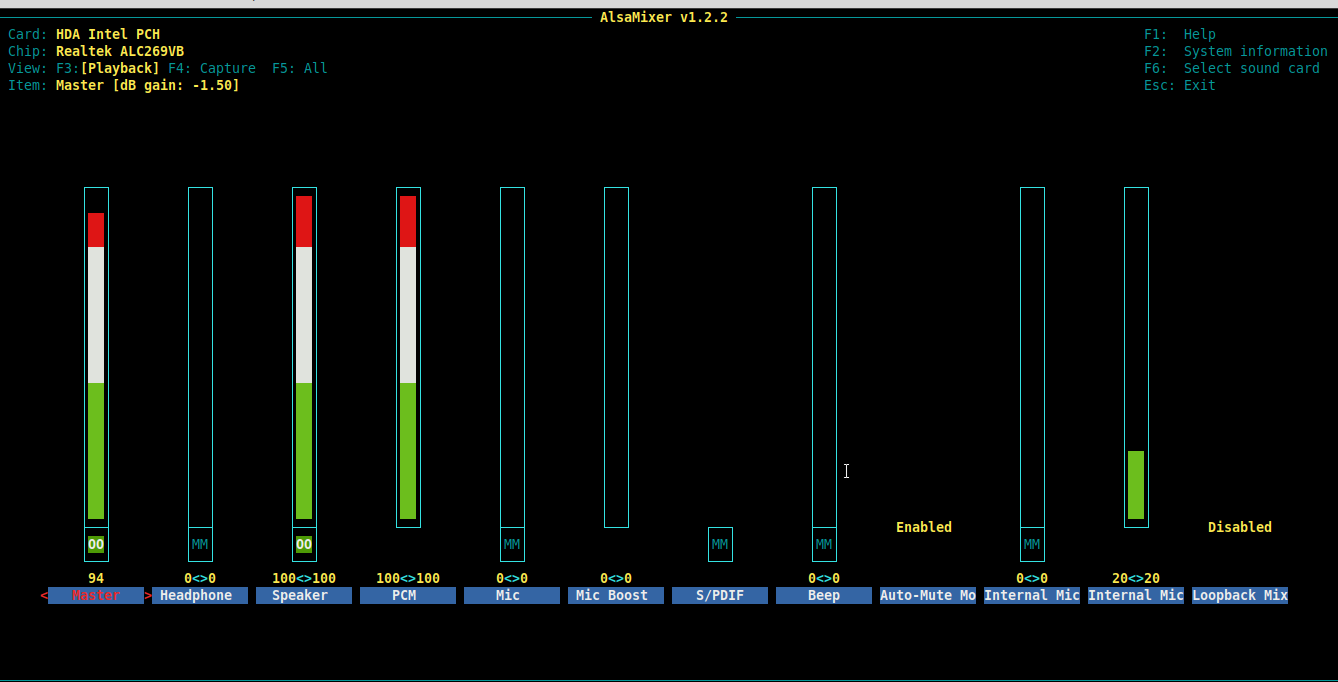 AlsaMixer v1.2.2
Card: HDA Intel PCH F1: Help
Chip: Realtek ALC269VB F2: System information
View: F3:[Playback] F4: Capture F5: All F6: Select sound card
Item: Master [dB gain: -1.50] Esc: Exit
Enabled Disabled
OO MM OO MM MM MM MM
94 0<>0 100<>100 100<>100 0<>0 0<>0 0<>0 0<>0 20<>20
< Master > Headphone Speaker PCM Mic Mic Boost S/PDIF Beep Auto-Mute Mo Internal Mic Internal Mic Loopback Mix